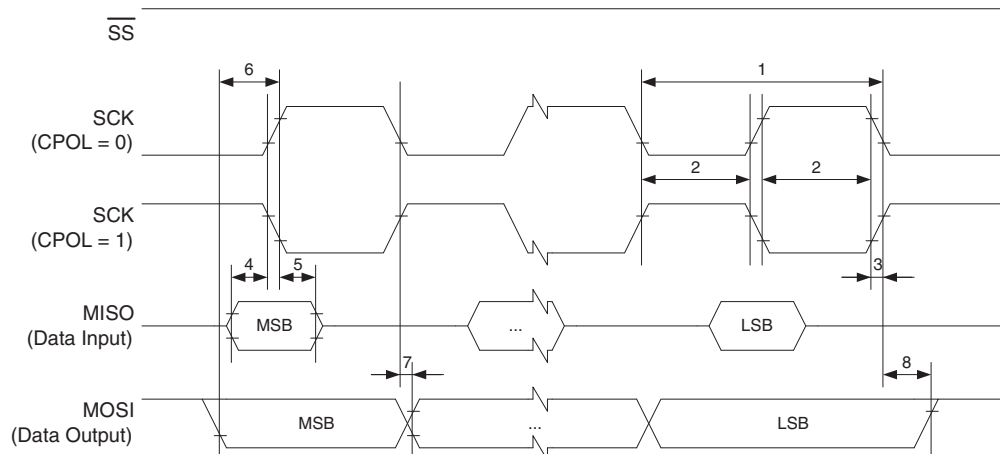 SS
6
1
SCK
(CPOL = 0)
2
2
SCK
(CPOL = 1)
4
5
3
MISO
(Data Input)
MSB
...
LSB
7
8
MOSI
(Data Output)
MSB
...
LSB